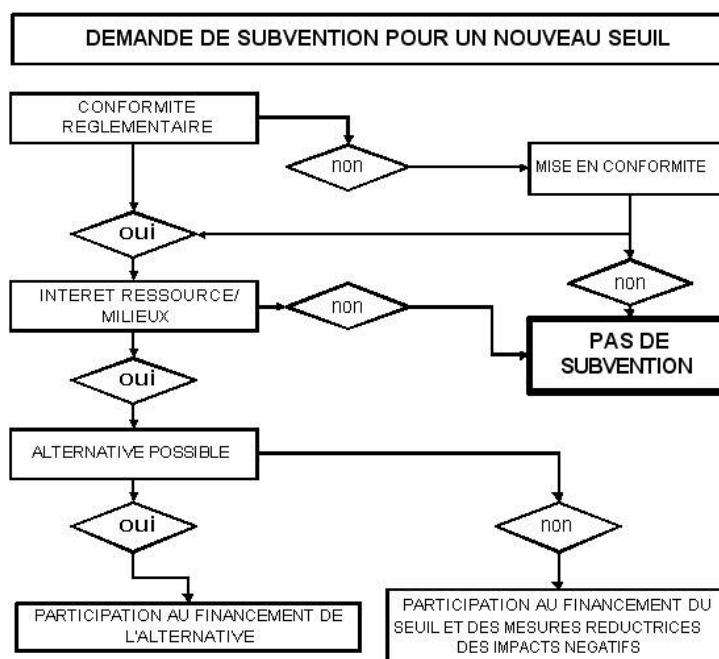 DEMANDE DE SUBVENTION POUR UN NOUVEAU SEUIL
CONFORMITE
REGLEMENTAIRE
non
MISE EN CONFORMITE
oui
non
INTERET RESSOURCE/
MILIEUX
non
PAS DE
SUBVENTION
oui
ALTERNATIVE POSSIBLE
oui
non
PARTICIPATION AU FINANCEMENT DE
L'ALTERNATIVE
PARTICIPATION AU FINANCEMENT DU
SEUIL ET DES MESURES REDUCTRICES
DES IMPACTS NEGATIFS